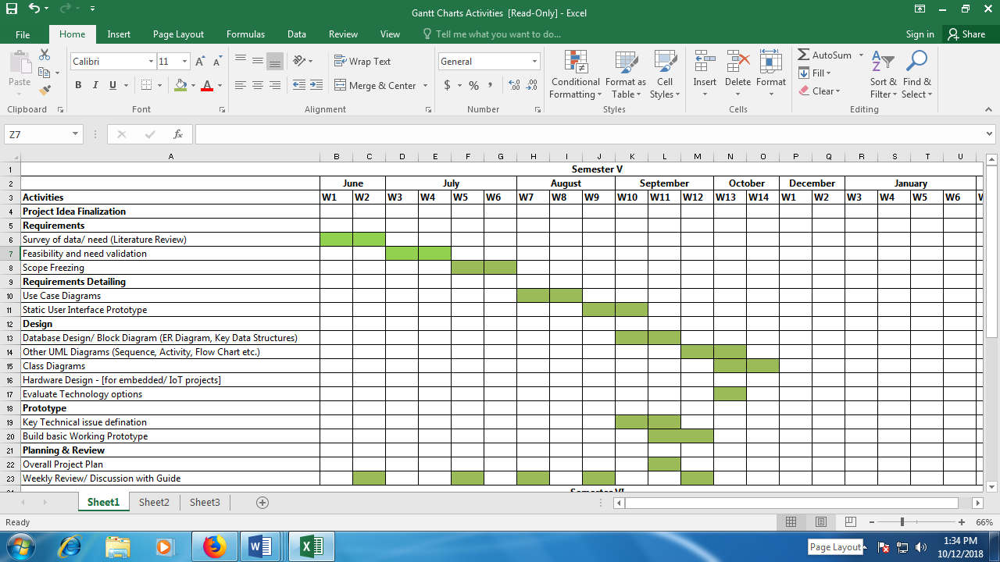 Gantt Charts Activities [Read-Only] - Excel
File Home Insert Page Layout Formulas Data Review View Tell me what you want to do... Sign in Share
Calibri 11 Wrap Text General AutoSum
Paste Conditional Format as Cell Insert Delete Format Fill Sort & Find &
B I U A Merge & Center $ % , Formatting Table Styles Clear Filter Select
Clipboard Font Alignment Number Styles Cells Editing
Z7 fx
A B C D E F G H I J K L M N O P Q R S T U
1 Semester V
2 June July August September October December January
3 Activities W1 W2 W3 W4 W5 W6 W7 W8 W9 W10 W11 W12 W13 W14 W1 W2 W3 W4 W5 W6
4 Project Idea Finalization
5 Requirements
6 Survey of data/ need (Literature Review)
7 Feasibility and need validation
8 Scope Freezing
9 Requirements Detailing
10 Use Case Diagrams
11 Static User Interface Prototype
12 Design
13 Database Design/ Block Diagram (ER Diagram, Key Data Structures)
14 Other UML Diagrams (Sequence, Activity, Flow Chart etc.)
15 Class Diagrams
16 Hardware Design - [for embedded/ IoT projects]
17 Evaluate Technology options
18 Prototype
19 Key Technical issue defination
20 Build basic Working Prototype
21 Planning & Review
22 Overall Project Plan
23 Weekly Review/ Discussion with Guide
Sheet1 Sheet2 Sheet3
Ready 66%
Page Layout 1:34 PM
10/12/2018